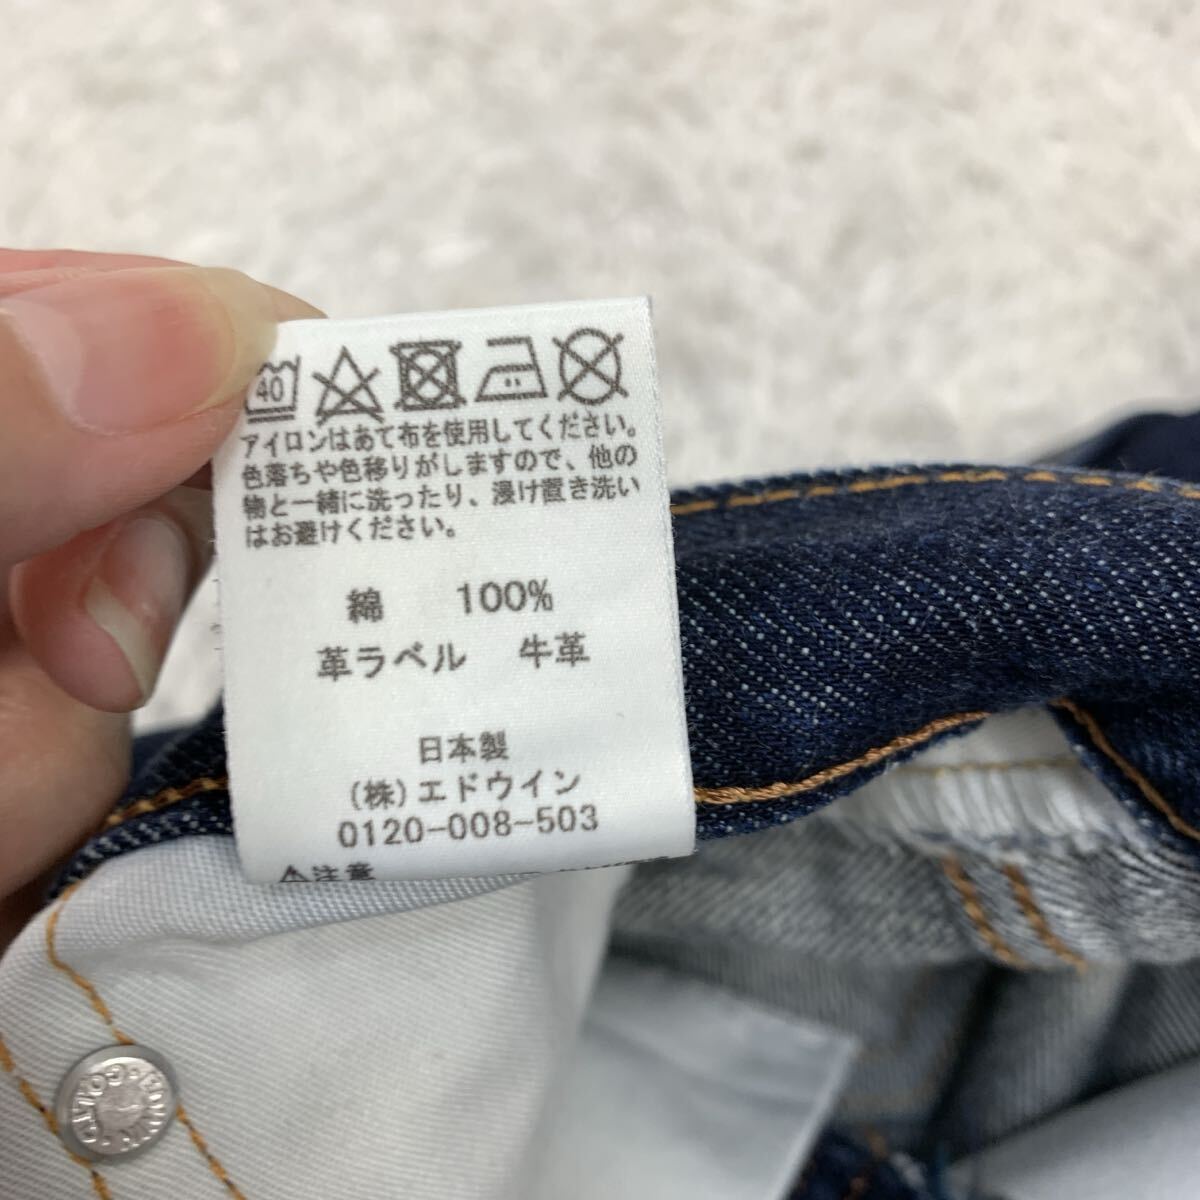 40
アイロンはあて布を使用してください。
色落ちや色移りがしますので、他の
物と一緒に洗ったり、浸け置き洗い
はお避けください。
綿 100%
革ラベル 牛革
日本製
(株)エドウイン
0120-008-503
⚠注意